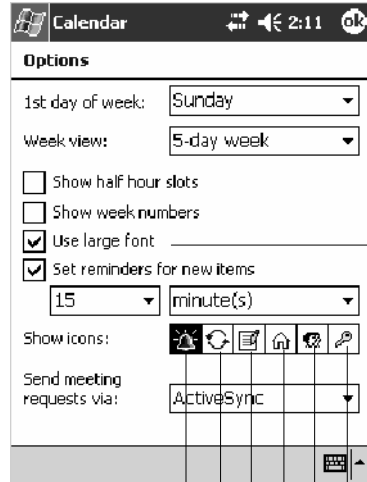 Calendar 2:11 ok
Options
1st day of week: Sunday
Week view: 5-day week
Show half hour slots
Show week numbers
Use large font
Set reminders for new items
15 minute(s)
Show icons:
Send meeting
requests via: ActiveSync